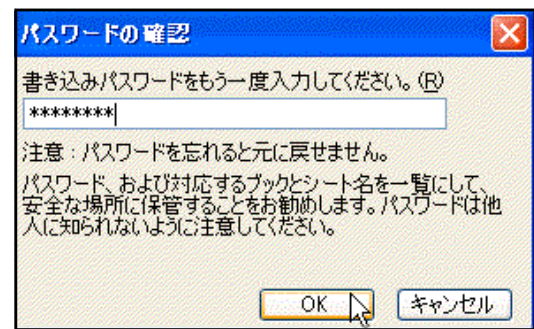 パスワードの確認
書き込みパスワードをもう一度入力してください。(R)
********
注意：パスワードを忘れると元に戻せません。
パスワード、および対応するブックとシート名を一覧にして、
安全な場所に保管することをお勧めします。パスワードは他
人に知られないように注意してください。
OK
キャンセル